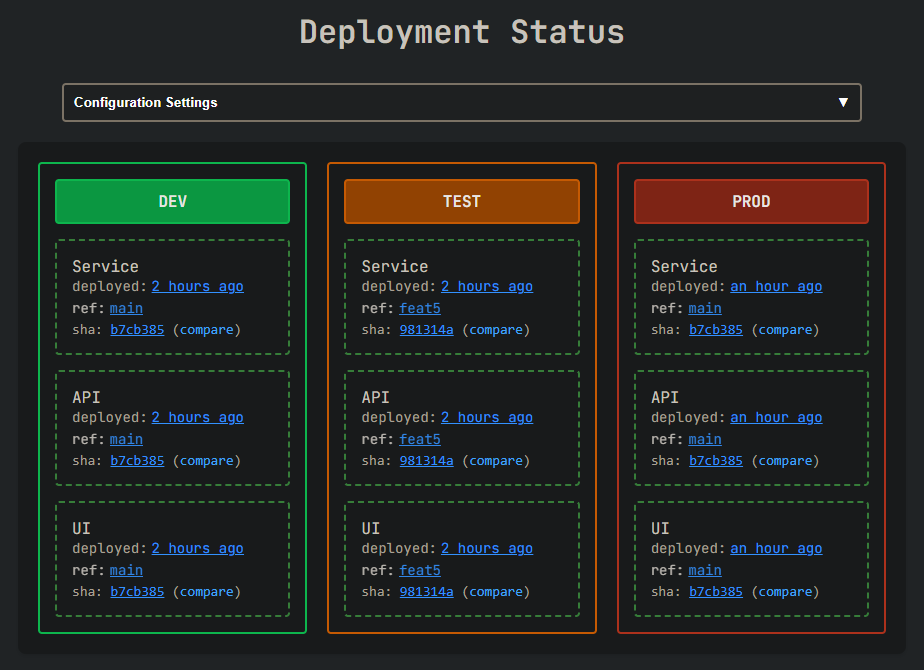 Deployment Status
Configuration Settings ▼
DEV
Service
deployed: 2 hours ago
ref: main
sha: b7cb385 (compare)
API
deployed: 2 hours ago
ref: main
sha: b7cb385 (compare)
UI
deployed: 2 hours ago
ref: main
sha: b7cb385 (compare)
TEST
Service
deployed: 2 hours ago
ref: feat5
sha: 981314a (compare)
API
deployed: 2 hours ago
ref: feat5
sha: 981314a (compare)
UI
deployed: 2 hours ago
ref: feat5
sha: 981314a (compare)
PROD
Service
deployed: an hour ago
ref: main
sha: b7cb385 (compare)
API
deployed: an hour ago
ref: main
sha: b7cb385 (compare)
UI
deployed: an hour ago
ref: main
sha: b7cb385 (compare)